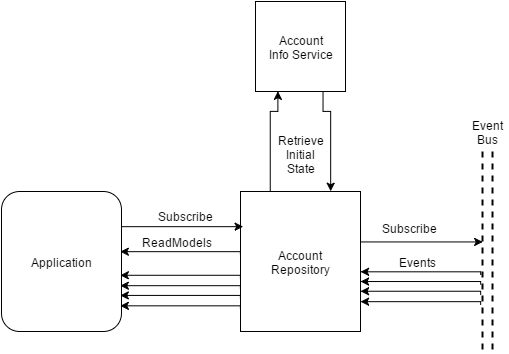 Account
Info Service
Retrieve
Initial
State
Event
Bus
Subscribe
ReadModels
Application
Account
Repository
Subscribe
Events